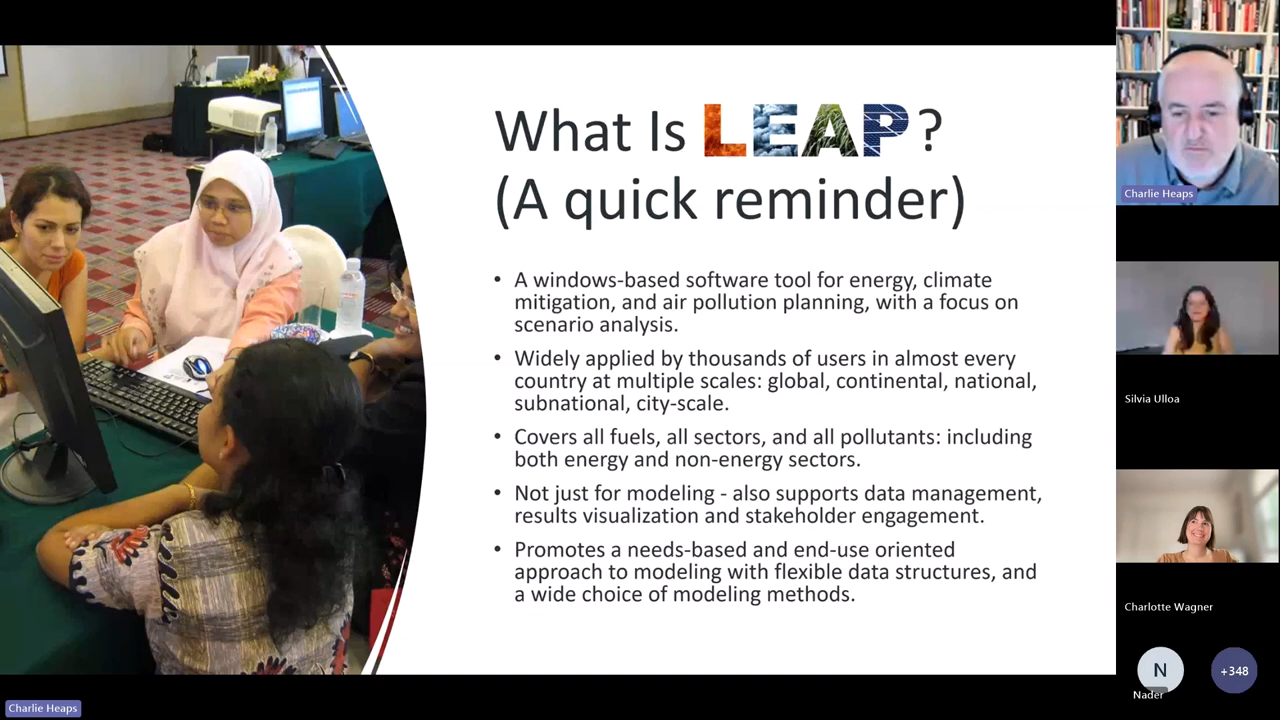 What Is LEAP?
(A quick reminder)
• A windows-based software tool for energy, climate
mitigation, and air pollution planning, with a focus on
scenario analysis.
• Widely applied by thousands of users in almost every
country at multiple scales: global, continental, national,
subnational, city-scale.
• Covers all fuels, all sectors, and all pollutants: including
both energy and non-energy sectors.
• Not just for modeling - also supports data management,
results visualization and stakeholder engagement.
• Promotes a needs-based and end-use oriented
approach to modeling with flexible data structures, and
a wide choice of modeling methods.
Charlie Heaps
Charlie Heaps
Silvia Ulloa
Charlotte Wagner
N
Nader
+348